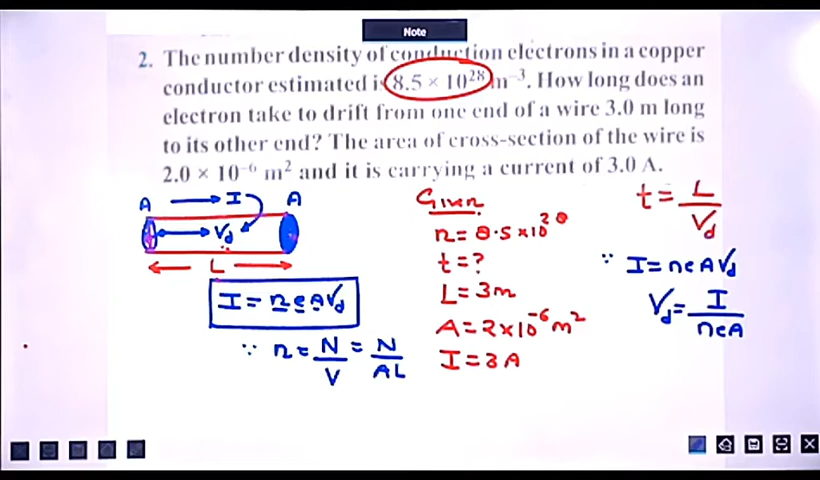 Note
2. The number density of conduction electrons in a copper
conductor estimated is 8.5 × 10²⁸ m⁻³. How long does an
electron take to drift from one end of a wire 3.0 m long
to its other end? The area of cross-section of the wire is
2.0 × 10⁻⁶ m² and it is carrying a current of 3.0 A.
A → I A
Vd
← L →
I = neAVd
∵ n = N/V = N/AL
Given
n = 8.5 × 10²⁸
t = ?
L = 3m
A = 2 × 10⁻⁶ m²
I = 3A
t = L/Vd
∵ I = neAVd
Vd = I/neA